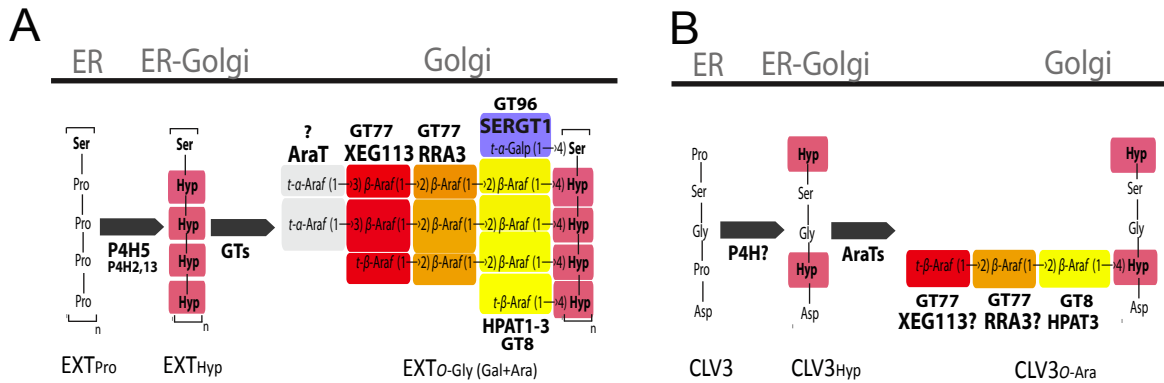 A
ER
ER-Golgi
Golgi
Ser
Pro
Pro
Pro
Pro
n
EXTPro
P4H5
P4H2,13
Ser
Hyp
Hyp
Hyp
Hyp
n
EXTHyp
GTs
?
AraT
GT77
XEG113
GT77
RRA3
GT96
SERGT1
t-α-Galp (1→4) Ser
t-α-Araf (1→3) β-Araf (1→2) β-Araf (1→2) β-Araf (1→4) Hyp
t-α-Araf (1→3) β-Araf (1→2) β-Araf (1→2) β-Araf (1→4) Hyp
t-β-Araf (1→2) β-Araf (1→2) β-Araf (1→4) Hyp
t-β-Araf (1→4) Hyp
n
HPAT1-3
GT8
EXTO-Gly (Gal+Ara)
B
ER
ER-Golgi
Golgi
Pro
Ser
Gly
Pro
Asp
CLV3
P4H?
Hyp
Ser
Gly
Hyp
Asp
CLV3Hyp
AraTs
Hyp
Ser
Gly
t-β-Araf (1→2) β-Araf (1→2) β-Araf (1→4) Hyp
Asp
GT77
XEG113?
GT77
RRA3?
GT8
HPAT3
CLV3O-Ara